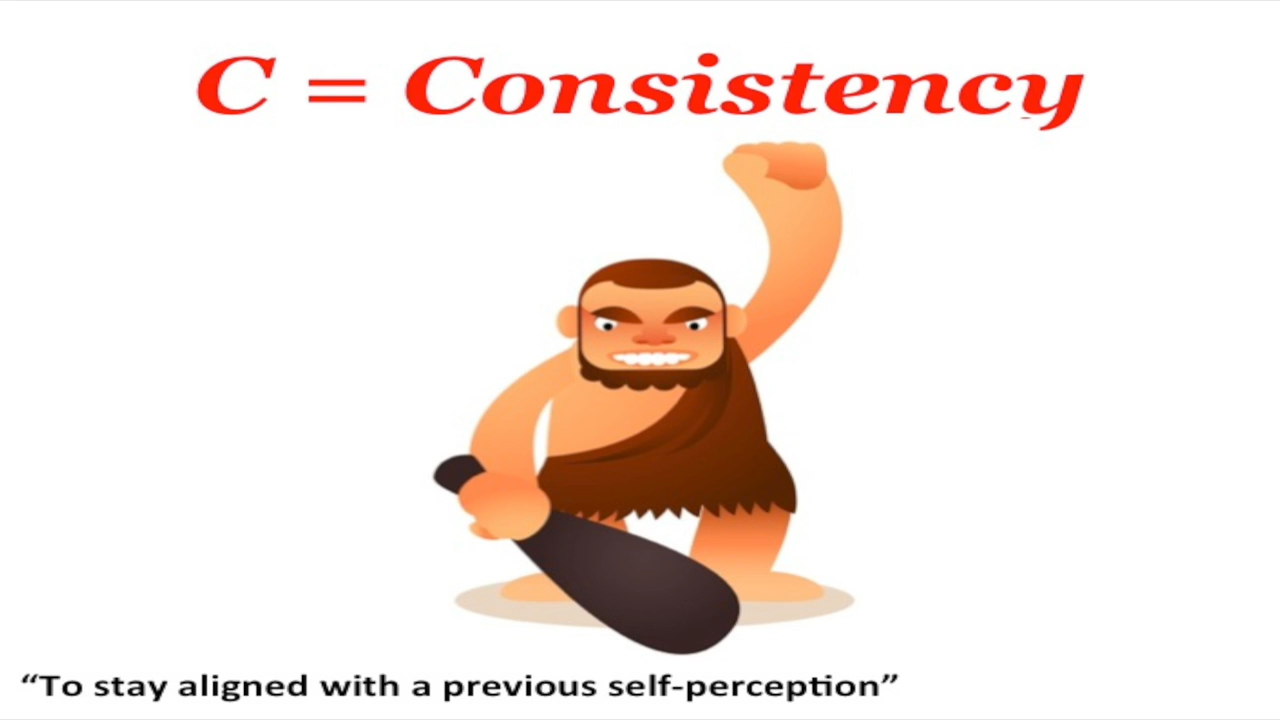 C = Consistency
“To stay aligned with a previous self-perception”